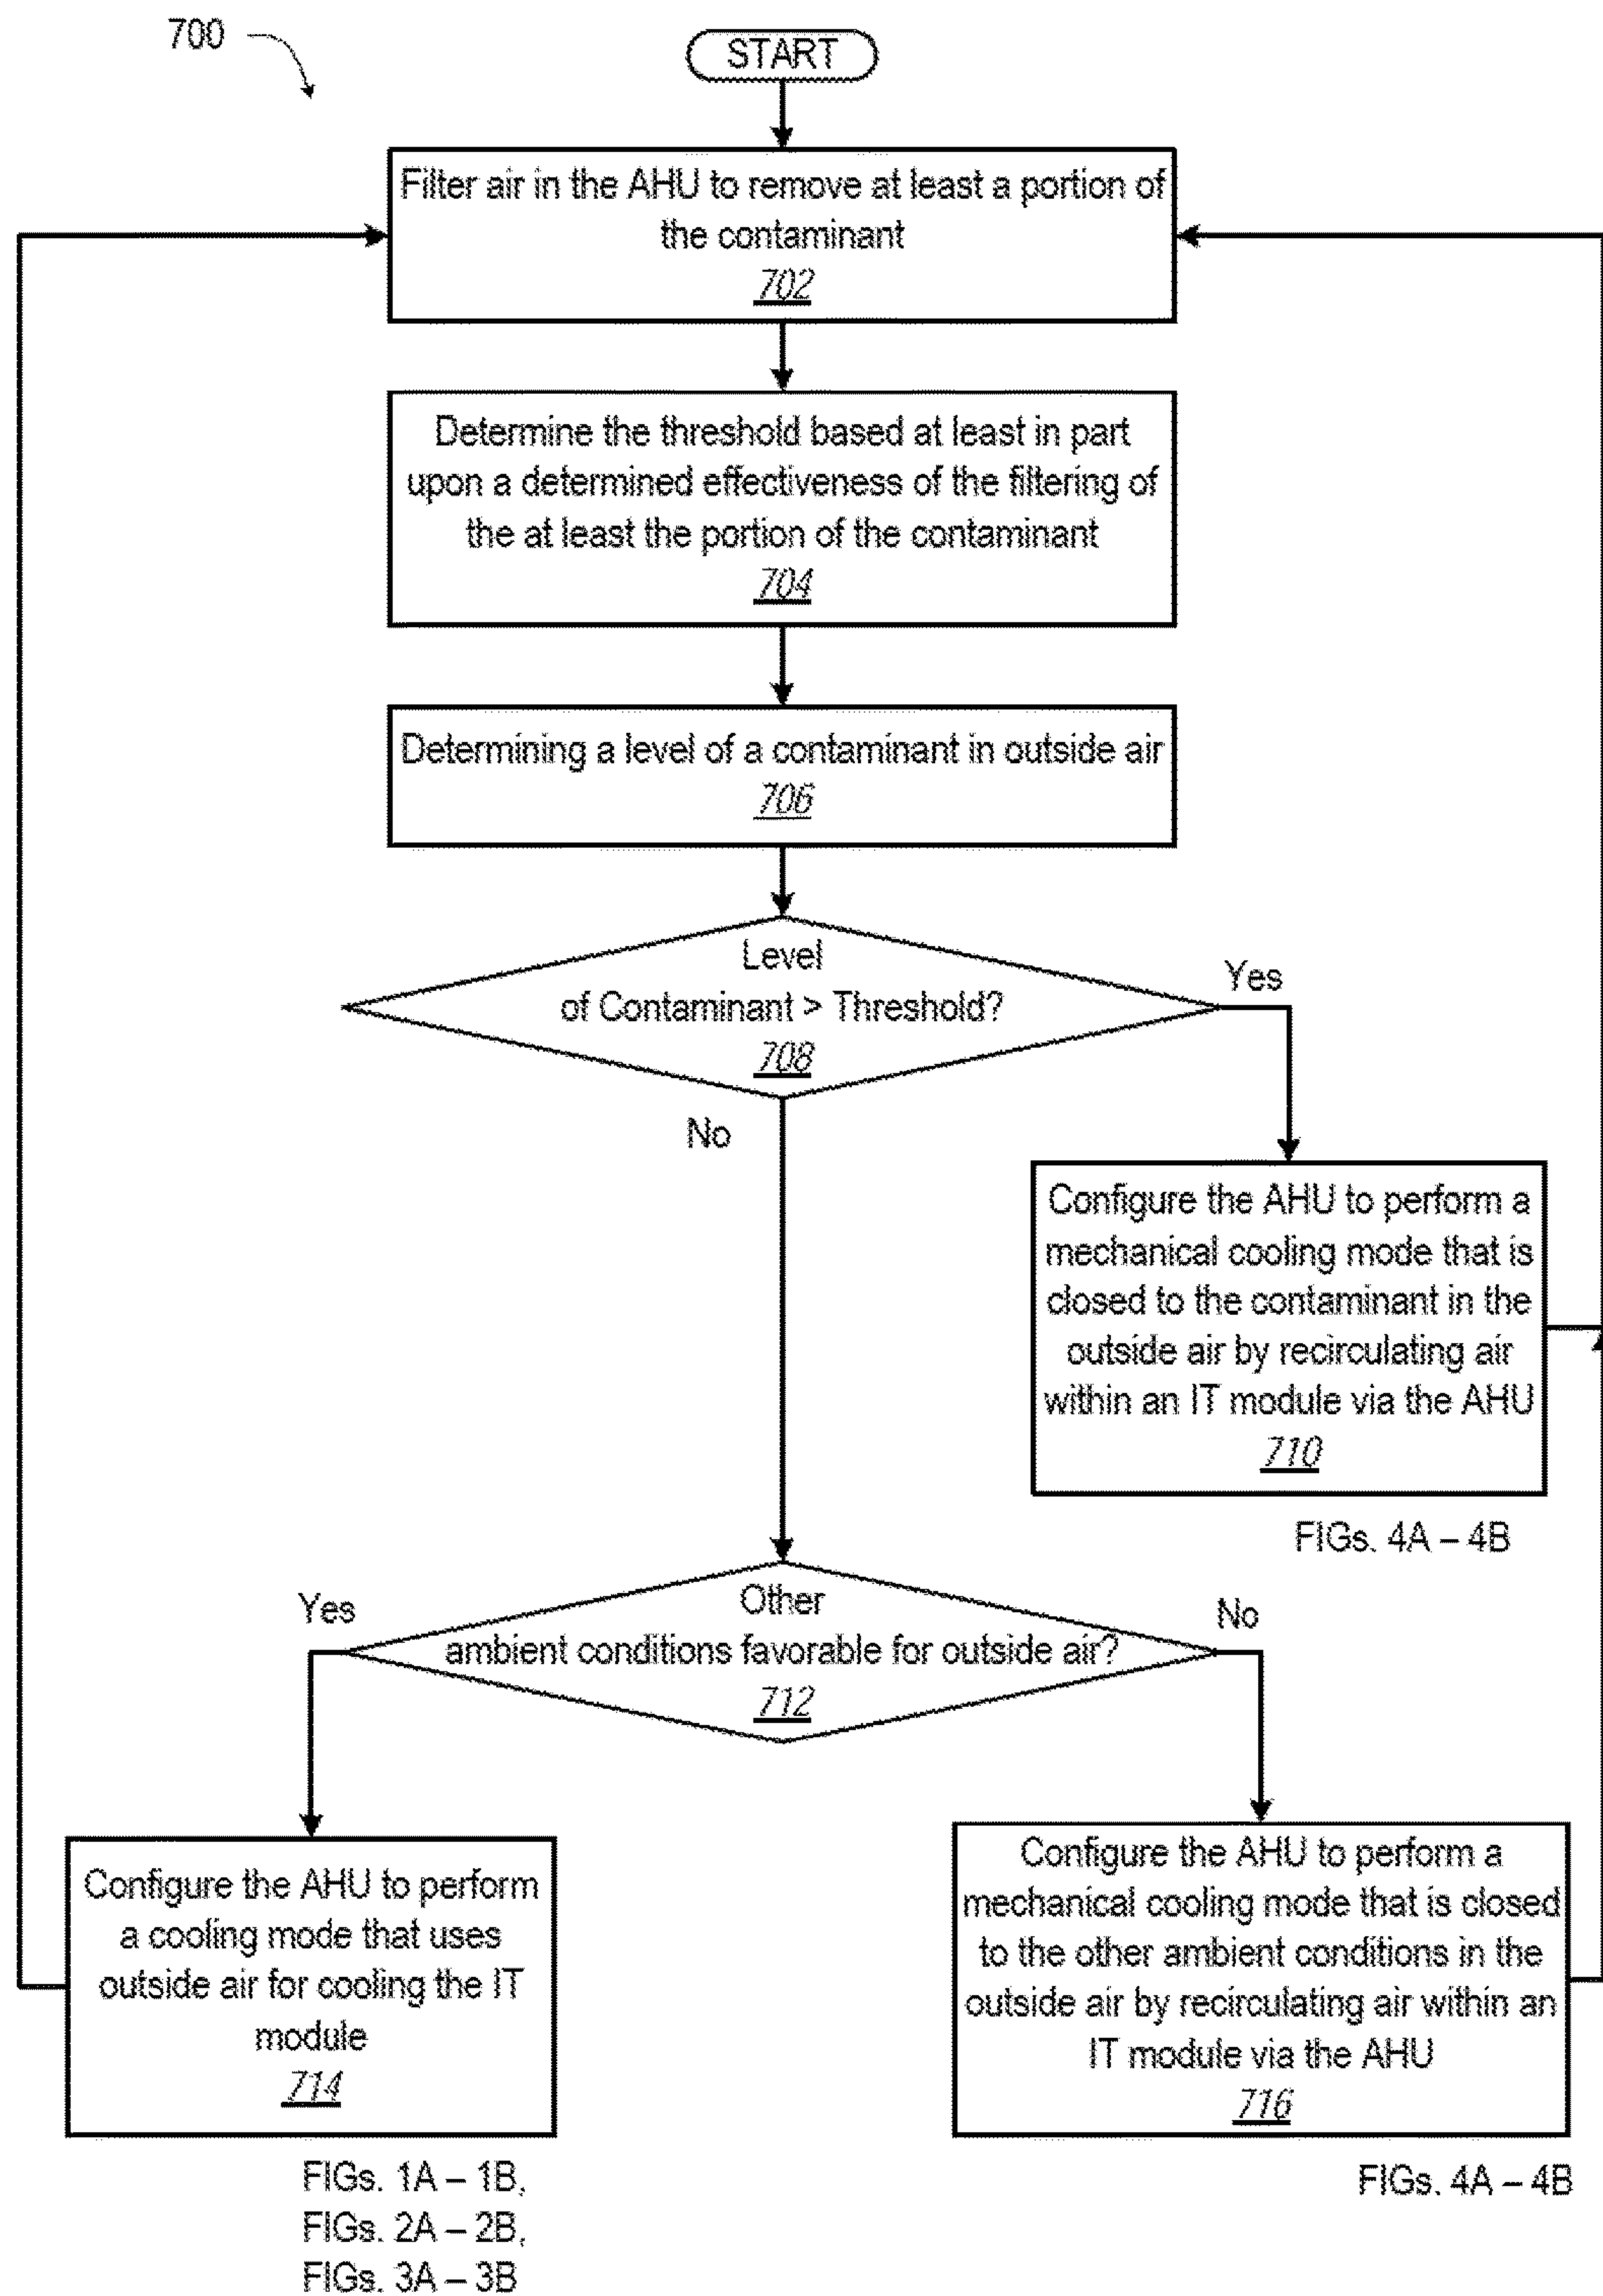 700
START
Filter air in the AHU to remove at least a portion of
the contaminant
702
Determine the threshold based at least in part
upon a determined effectiveness of the filtering of
the at least the portion of the contaminant
704
Determining a level of a contaminant in outside air
706
Level
of Contaminant > Threshold?
708
Yes
No
Configure the AHU to perform a
mechanical cooling mode that is
closed to the contaminant in the
outside air by recirculating air
within an IT module via the AHU
710
FIGs. 4A – 4B
Other
ambient conditions favorable for outside air?
712
Yes
No
Configure the AHU to perform
a cooling mode that uses
outside air for cooling the IT
module
714
FIGs. 1A – 1B,
FIGs. 2A – 2B,
FIGs. 3A – 3B
Configure the AHU to perform a
mechanical cooling mode that is closed
to the other ambient conditions in the
outside air by recirculating air within an
IT module via the AHU
716
FIGs. 4A – 4B